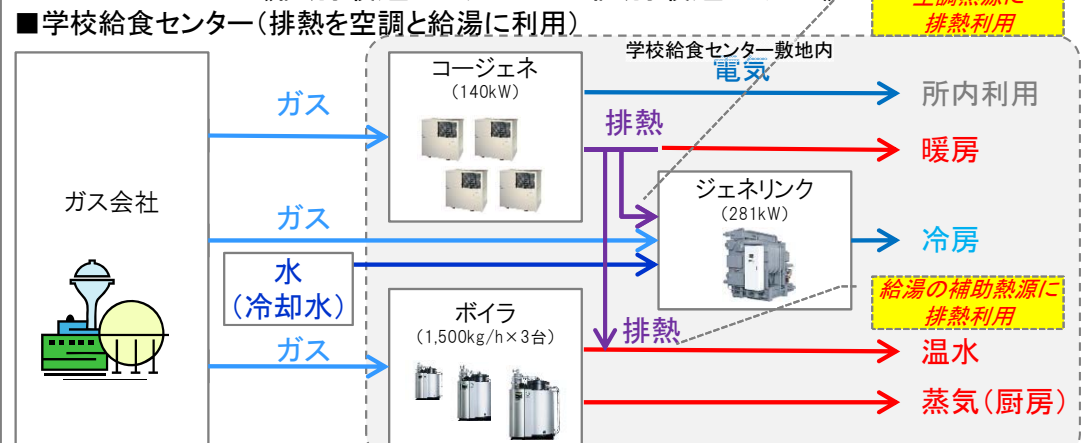 ■学校給食センター(排熱を空調と給湯に利用)
排熱利用
学校給食センター敷地内
コージェネ
(140kW)
電気
所内利用
ガス
排熱
暖房
ガス会社
ジェネリンク
(281kW)
ガス
冷房
水
(冷却水)
給湯の補助熱源に
排熱利用
ボイラ
(1,500kg/h×3台)
排熱
ガス
温水
蒸気(厨房)